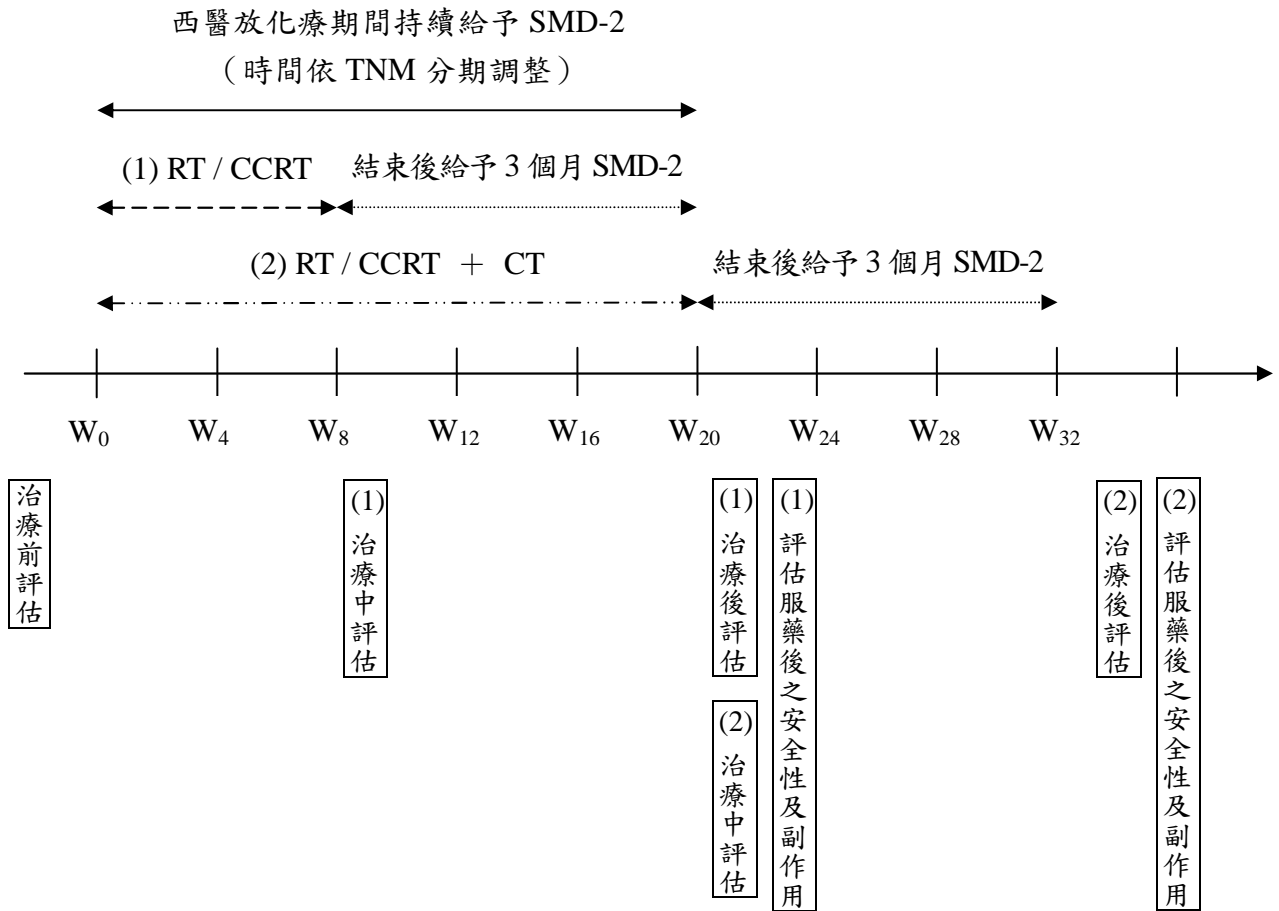 西醫放化療期間持續給予 SMD-2
（時間依 TNM 分期調整）
(1) RT / CCRT 結束後給予 3 個月 SMD-2
(2) RT / CCRT ＋ CT 結束後給予 3 個月 SMD-2
W₀ W₄ W₈ W₁₂ W₁₆ W₂₀ W₂₄ W₂₈ W₃₂
治療前評估
(1) 治療中評估
(1) 治療後評估
(2) 治療中評估
(1) 評估服藥後之安全性及副作用
(2) 治療後評估
(2) 評估服藥後之安全性及副作用